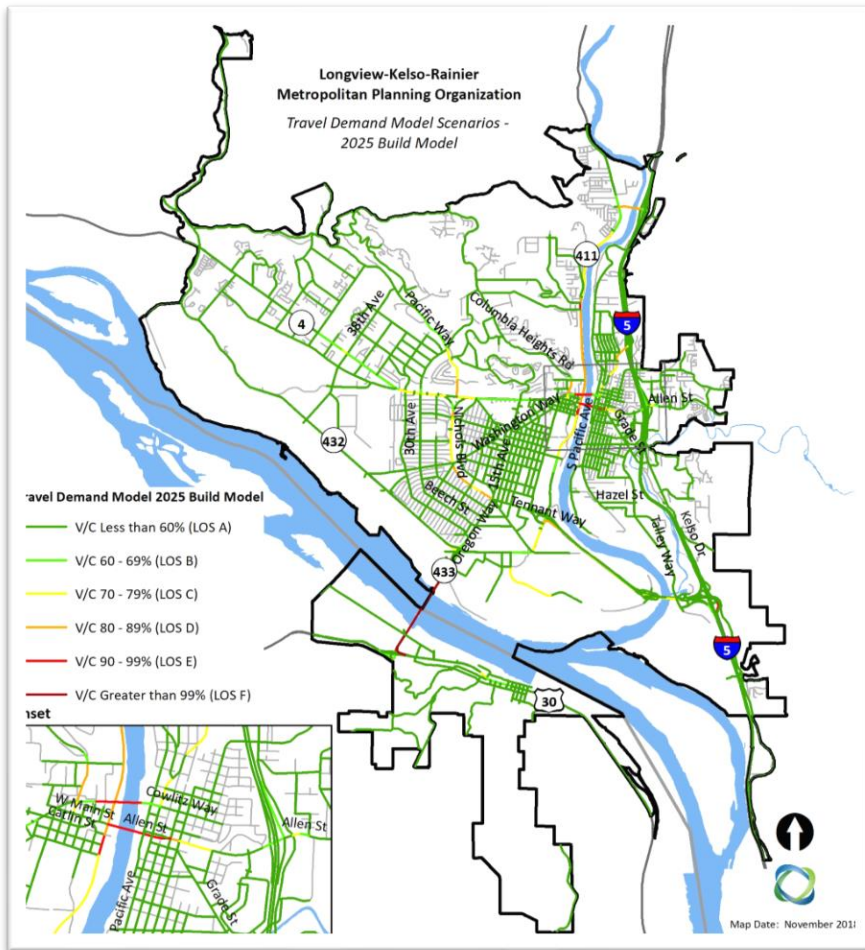 Longview-Kelso-Rainier
Metropolitan Planning Organization
Travel Demand Model Scenarios -
2025 Build Model
411
4
38th Ave
Pacific Way
Columbia Heights Rd
5
Allen St
Washington Way
Grade St
30th Ave
Nichols Blvd
15th Ave
S Pacific Ave
432
Beech St
Hazel St
Tennant Way
Oregon Way
Talley Way
Kelso Dr
433
5
30
ravel Demand Model 2025 Build Model
V/C Less than 60% (LOS A)
V/C 60 - 69% (LOS B)
V/C 70 - 79% (LOS C)
V/C 80 - 89% (LOS D)
V/C 90 - 99% (LOS E)
V/C Greater than 99% (LOS F)
nset
Cowlitz Way
W Main St
Allen St
Allen St
Catlin St
Grade St
Pacific Ave
Map Date: November 201